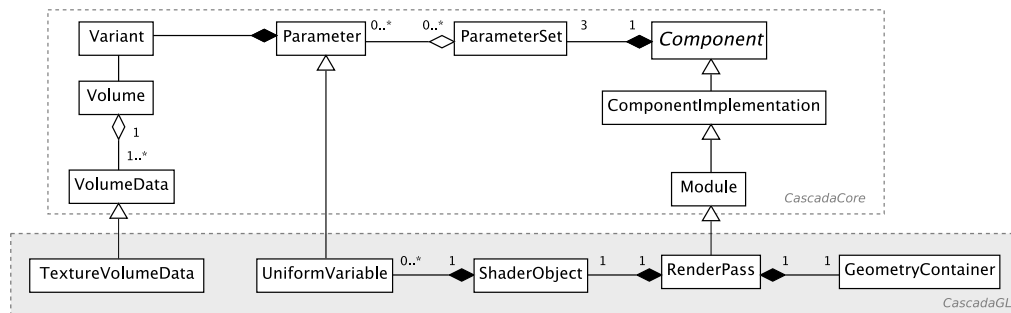 Variant
Parameter
0..*
0..*
ParameterSet
3
1
Component
Volume
1
1..*
ComponentImplementation
VolumeData
Module
CascadaCore
TextureVolumeData
UniformVariable
0..*
1
ShaderObject
1
1
RenderPass
1
1
GeometryContainer
CascadaGL